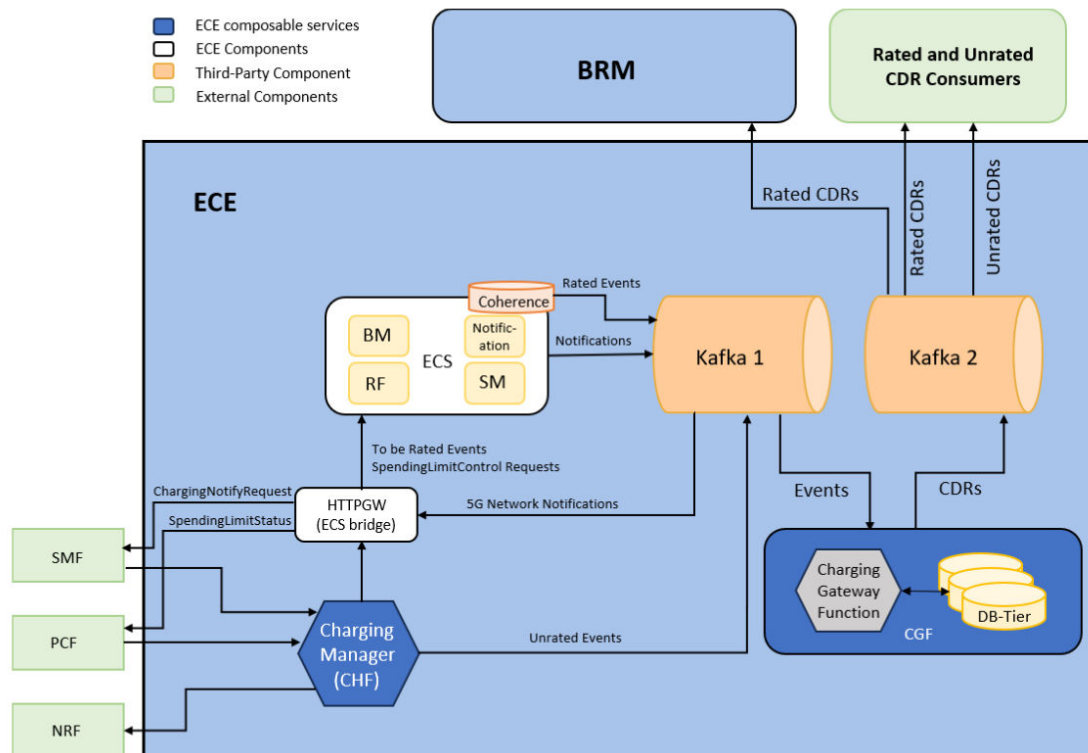 ECE composable services
ECE Components
Third-Party Component
External Components
BRM
Rated and Unrated
CDR Consumers
ECE
Rated CDRs
Rated CDRs
Unrated CDRs
Coherence
Rated Events
BM
Notific-
ation
ECS
RF
SM
Notifications
Kafka 1
Kafka 2
To be Rated Events
SpendingLimitControl Requests
ChargingNotifyRequest
HTTPGW
(ECS bridge)
5G Network Notifications
Events
CDRs
SpendingLimitStatus
SMF
Charging
Gateway
Function
DB-Tier
CGF
PCF
Charging
Manager
(CHF)
Unrated Events
NRF